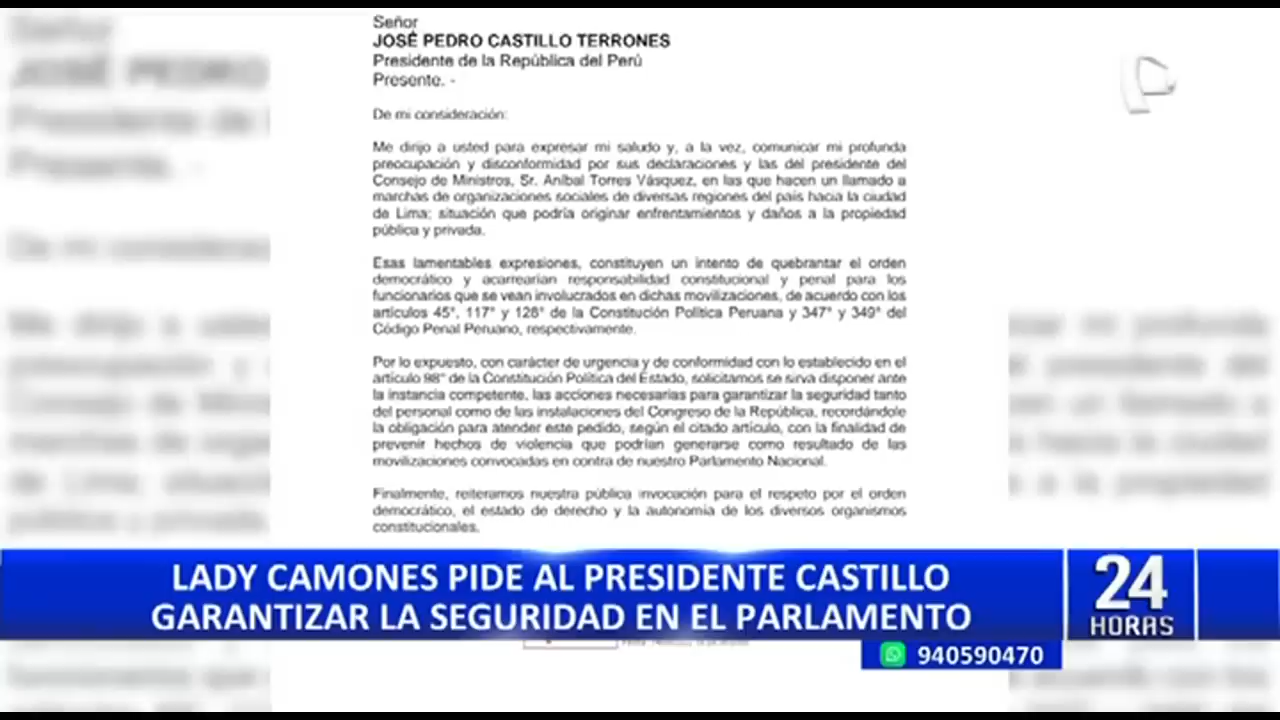 Señor
JOSÉ PEDRO CASTILLO TERRONES
Presidente de la República del Perú
Presente. -
De mi consideración:
Me dirijo a usted para expresar mi saludo y, a la vez, comunicar mi profunda
preocupación y disconformidad por sus declaraciones y las del presidente del
Consejo de Ministros, Sr. Aníbal Torres Vásquez, en las que hacen un llamado a
marchas de organizaciones sociales de diversas regiones del país hacia la ciudad
de Lima; situación que podría originar enfrentamientos y daños a la propiedad
pública y privada.
Esas lamentables expresiones, constituyen un intento de quebrantar el orden
democrático y acarrearían responsabilidad constitucional y penal para los
funcionarios que se vean involucrados en dichas movilizaciones, de acuerdo con los
artículos 45°, 117° y 128° de la Constitución Política Peruana y 347° y 349° del
Código Penal Peruano, respectivamente.
Por lo expuesto, con carácter de urgencia y de conformidad con lo establecido en el
artículo 98° de la Constitución Política del Estado, solicitamos se sirva disponer ante
la instancia competente, las acciones necesarias para garantizar la seguridad tanto
del personal como de las instalaciones del Congreso de la República, recordándole
la obligación para atender este pedido, según el citado artículo, con la finalidad de
prevenir hechos de violencia que podrían generarse como resultado de las
movilizaciones convocadas en contra de nuestro Parlamento Nacional.
Finalmente, reiteramos nuestra pública invocación para el respeto por el orden
democrático, el estado de derecho y la autonomía de los diversos organismos
constitucionales.
LADY CAMONES PIDE AL PRESIDENTE CASTILLO
GARANTIZAR LA SEGURIDAD EN EL PARLAMENTO
24
HORAS
940590470